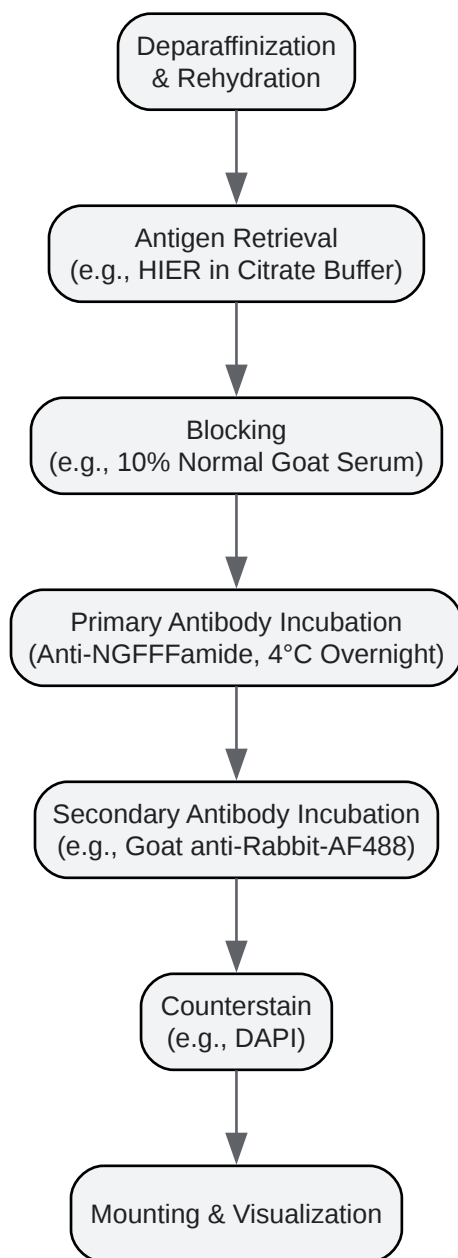 Deparaffinization
& Rehydration
Antigen Retrieval
(e.g., HIER in Citrate Buffer)
Blocking
(e.g., 10% Normal Goat Serum)
Primary Antibody Incubation
(Anti-NGFFFamide, 4°C Overnight)
Secondary Antibody Incubation
(e.g., Goat anti-Rabbit-AF488)
Counterstain
(e.g., DAPI)
Mounting & Visualization